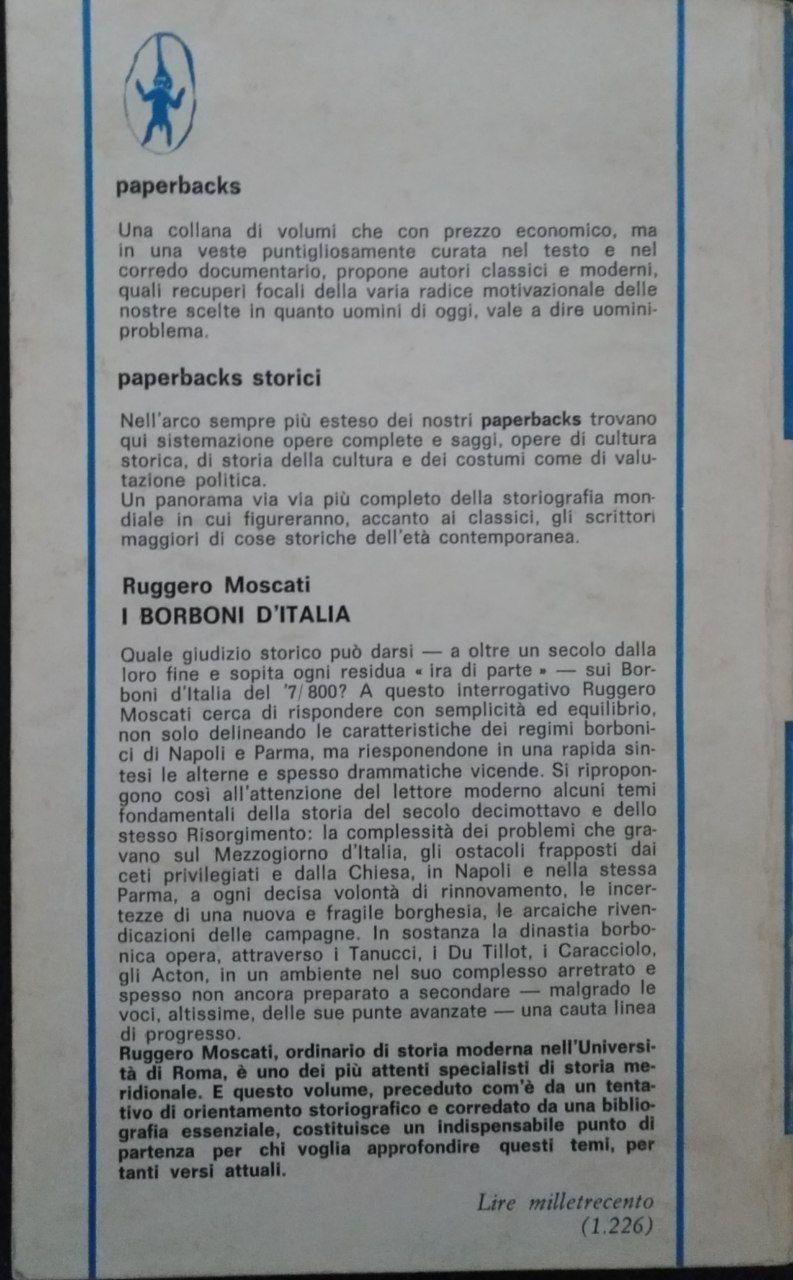 paperbacks
Una collana di volumi che con prezzo economico, ma
in una veste puntigliosamente curata nel testo e nel
corredo documentario, propone autori classici e moderni,
quali recuperi focali della varia radice motivazionale delle
nostre scelte in quanto uomini di oggi, vale a dire uomini-
problema.
paperbacks storici
Nell'arco sempre più esteso dei nostri paperbacks trovano
qui sistemazione opere complete e saggi, opere di cultura
storica, di storia della cultura e dei costumi come di valu-
tazione politica.
Un panorama via via più completo della storiografia mon-
diale in cui figureranno, accanto ai classici, gli scrittori
maggiori di cose storiche dell'età contemporanea.
Ruggero Moscati
I BORBONI D'ITALIA
Quale giudizio storico può darsi — a oltre un secolo dalla
loro fine e sopita ogni residua « ira di parte » — sui Bor-
boni d'Italia del '7/800? A questo interrogativo Ruggero
Moscati cerca di rispondere con semplicità ed equilibrio,
non solo delineando le caratteristiche dei regimi borboni-
ci di Napoli e Parma, ma riesponendone in una rapida sin-
tesi le alterne e spesso drammatiche vicende. Si ripropon-
gono così all'attenzione del lettore moderno alcuni temi
fondamentali della storia del secolo decimottavo e dello
stesso Risorgimento: la complessità dei problemi che gra-
vano sul Mezzogiorno d'Italia, gli ostacoli frapposti dai
ceti privilegiati e dalla Chiesa, in Napoli e nella stessa
Parma, a ogni decisa volontà di rinnovamento, le incer-
tezze di una nuova e fragile borghesia, le arcaiche riven-
dicazioni delle campagne. In sostanza la dinastia borbo-
nica opera, attraverso i Tanucci, i Du Tillot, i Caracciolo,
gli Acton, in un ambiente nel suo complesso arretrato e
spesso non ancora preparato a secondare — malgrado le
voci, altissime, delle sue punte avanzate — una cauta linea
di progresso.
Ruggero Moscati, ordinario di storia moderna nell'Universi-
tà di Roma, è uno dei più attenti specialisti di storia me-
ridionale. E questo volume, preceduto com'è da un tenta-
tivo di orientamento storiografico e corredato da una biblio-
grafia essenziale, costituisce un indispensabile punto di
partenza per chi voglia approfondire questi temi, per
tanti versi attuali.
Lire milletrecento
(1.226)